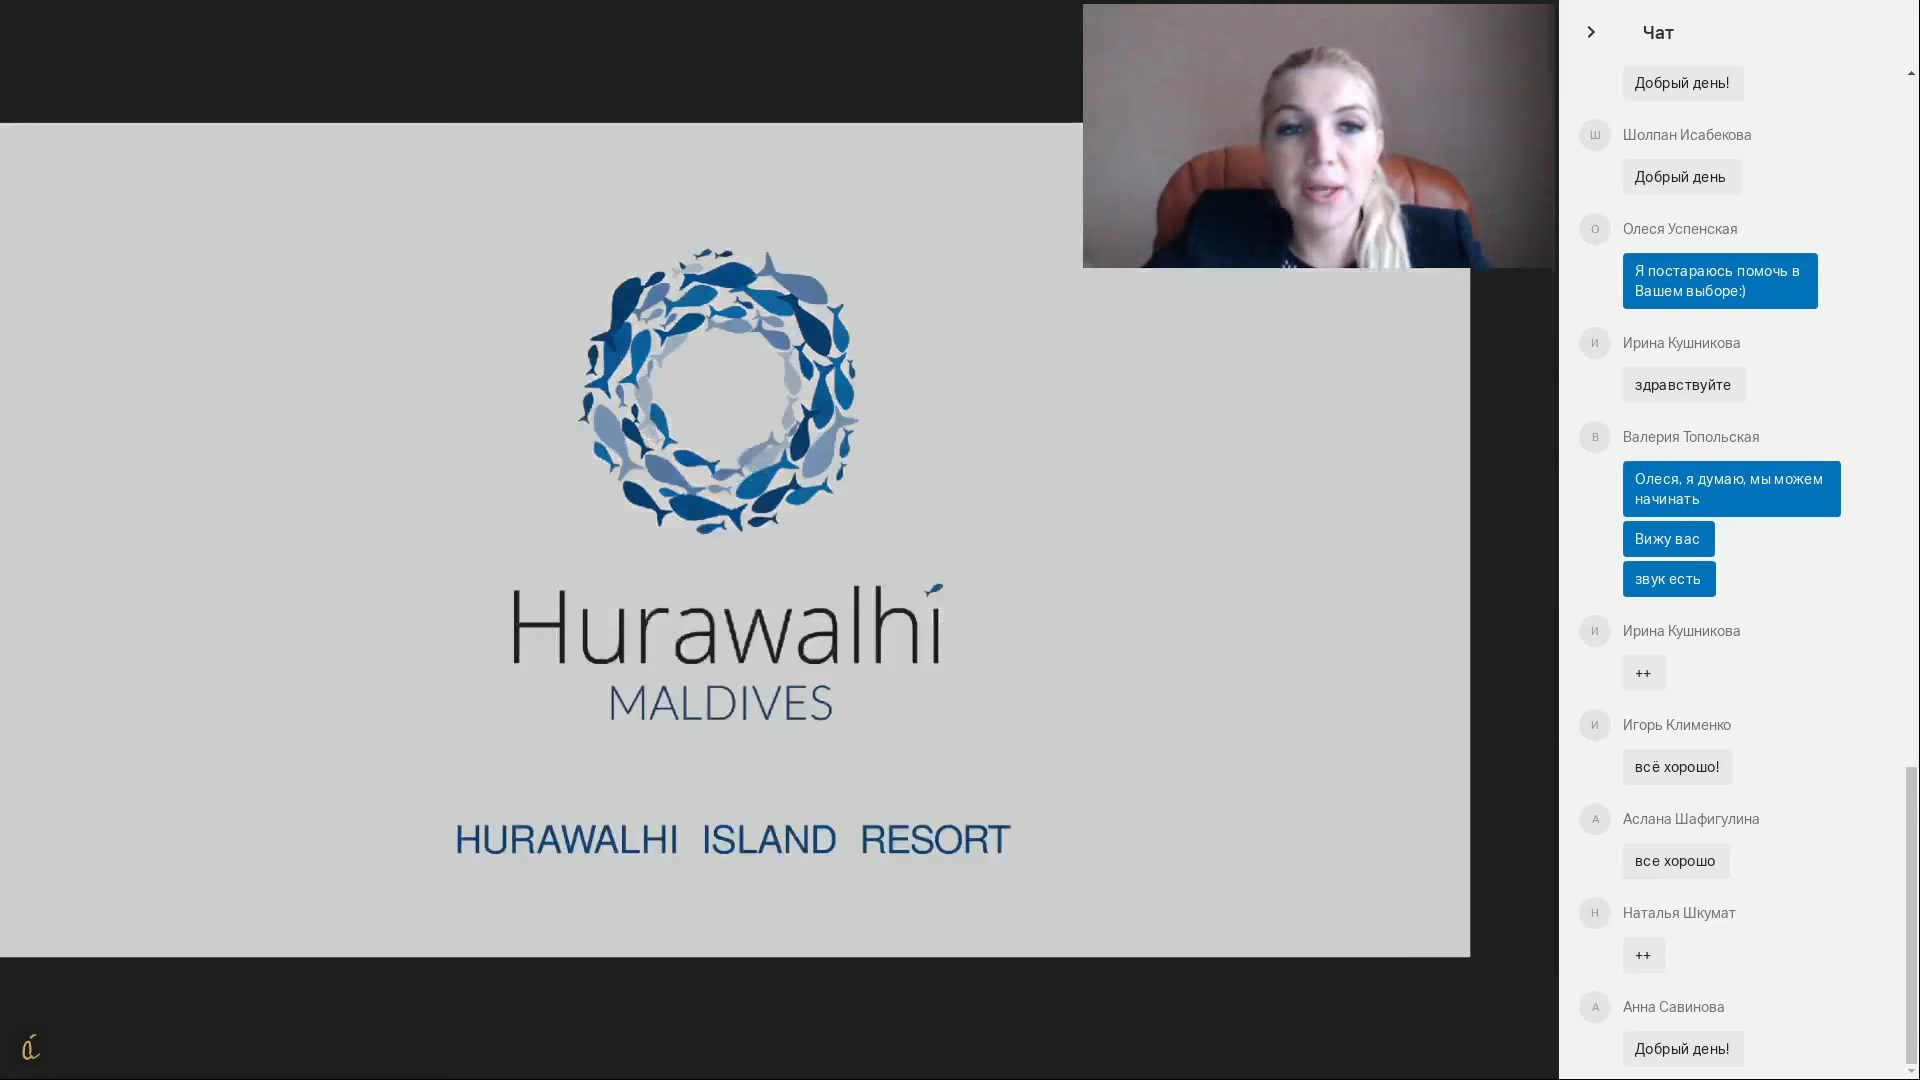 Hurawalhi
MALDIVES
HURAWALHI ISLAND RESORT
á
Чат
Добрый день!
Ш
Шолпан Исабекова
Добрый день
О
Олеся Успенская
Я постараюсь помочь в
Вашем выборе:)
И
Ирина Кушникова
здравствуйте
В
Валерия Топольская
Олеся, я думаю, мы можем
начинать
Вижу вас
звук есть
И
Ирина Кушникова
++
И
Игорь Клименко
всё хорошо!
А
Аслана Шафигулина
все хорошо
Н
Наталья Шкумат
++
А
Анна Савинова
Добрый день!